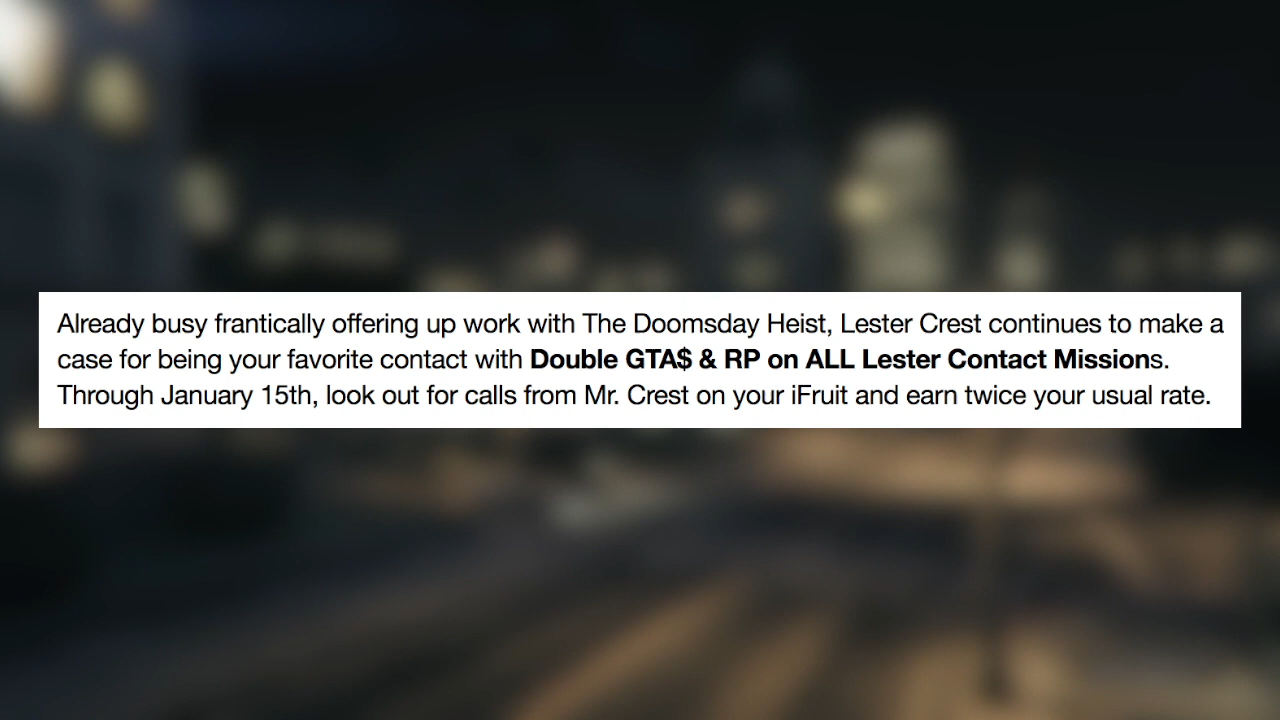 Already busy frantically offering up work with The Doomsday Heist, Lester Crest continues to make a
case for being your favorite contact with Double GTA$ & RP on ALL Lester Contact Missions.
Through January 15th, look out for calls from Mr. Crest on your iFruit and earn twice your usual rate.